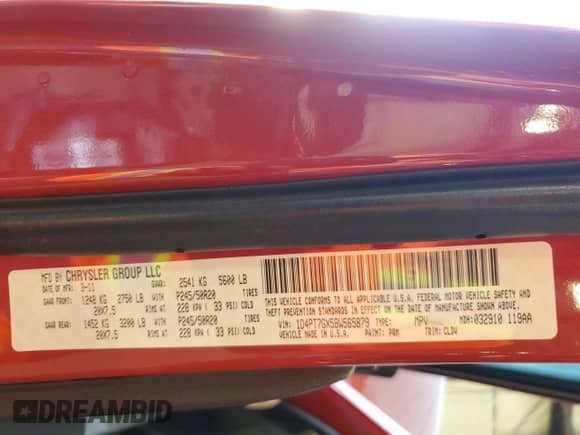 MFD BY CHRYSLER GROUP LLC
DATE OF MFR: 3-11 GVWR: 2541 KG 5600 LB
GAWR FRONT: 1248 KG 2750 LB WITH P245/50R20 TIRES
20X7.5 RIMS AT 228 KPA ( 33 PSI) COLD
GAWR REAR: 1452 KG 3200 LB WITH P245/50R20 TIRES
20X7.5 RIMS AT 228 KPA ( 33 PSI) COLD
THIS VEHICLE CONFORMS TO ALL APPLICABLE U.S.A. FEDERAL MOTOR VEHICLE SAFETY AND
THEFT PREVENTION STANDARDS IN EFFECT ON THE DATE OF MANUFACTURE SHOWN ABOVE.
VIN: 1D4PT7GX5BW565879 TYPE: MPV MDH: 032910 119AA
VEHICLE MADE IN U.S.A. PAINT: PRM TRIM: CLDV
DREAMBID